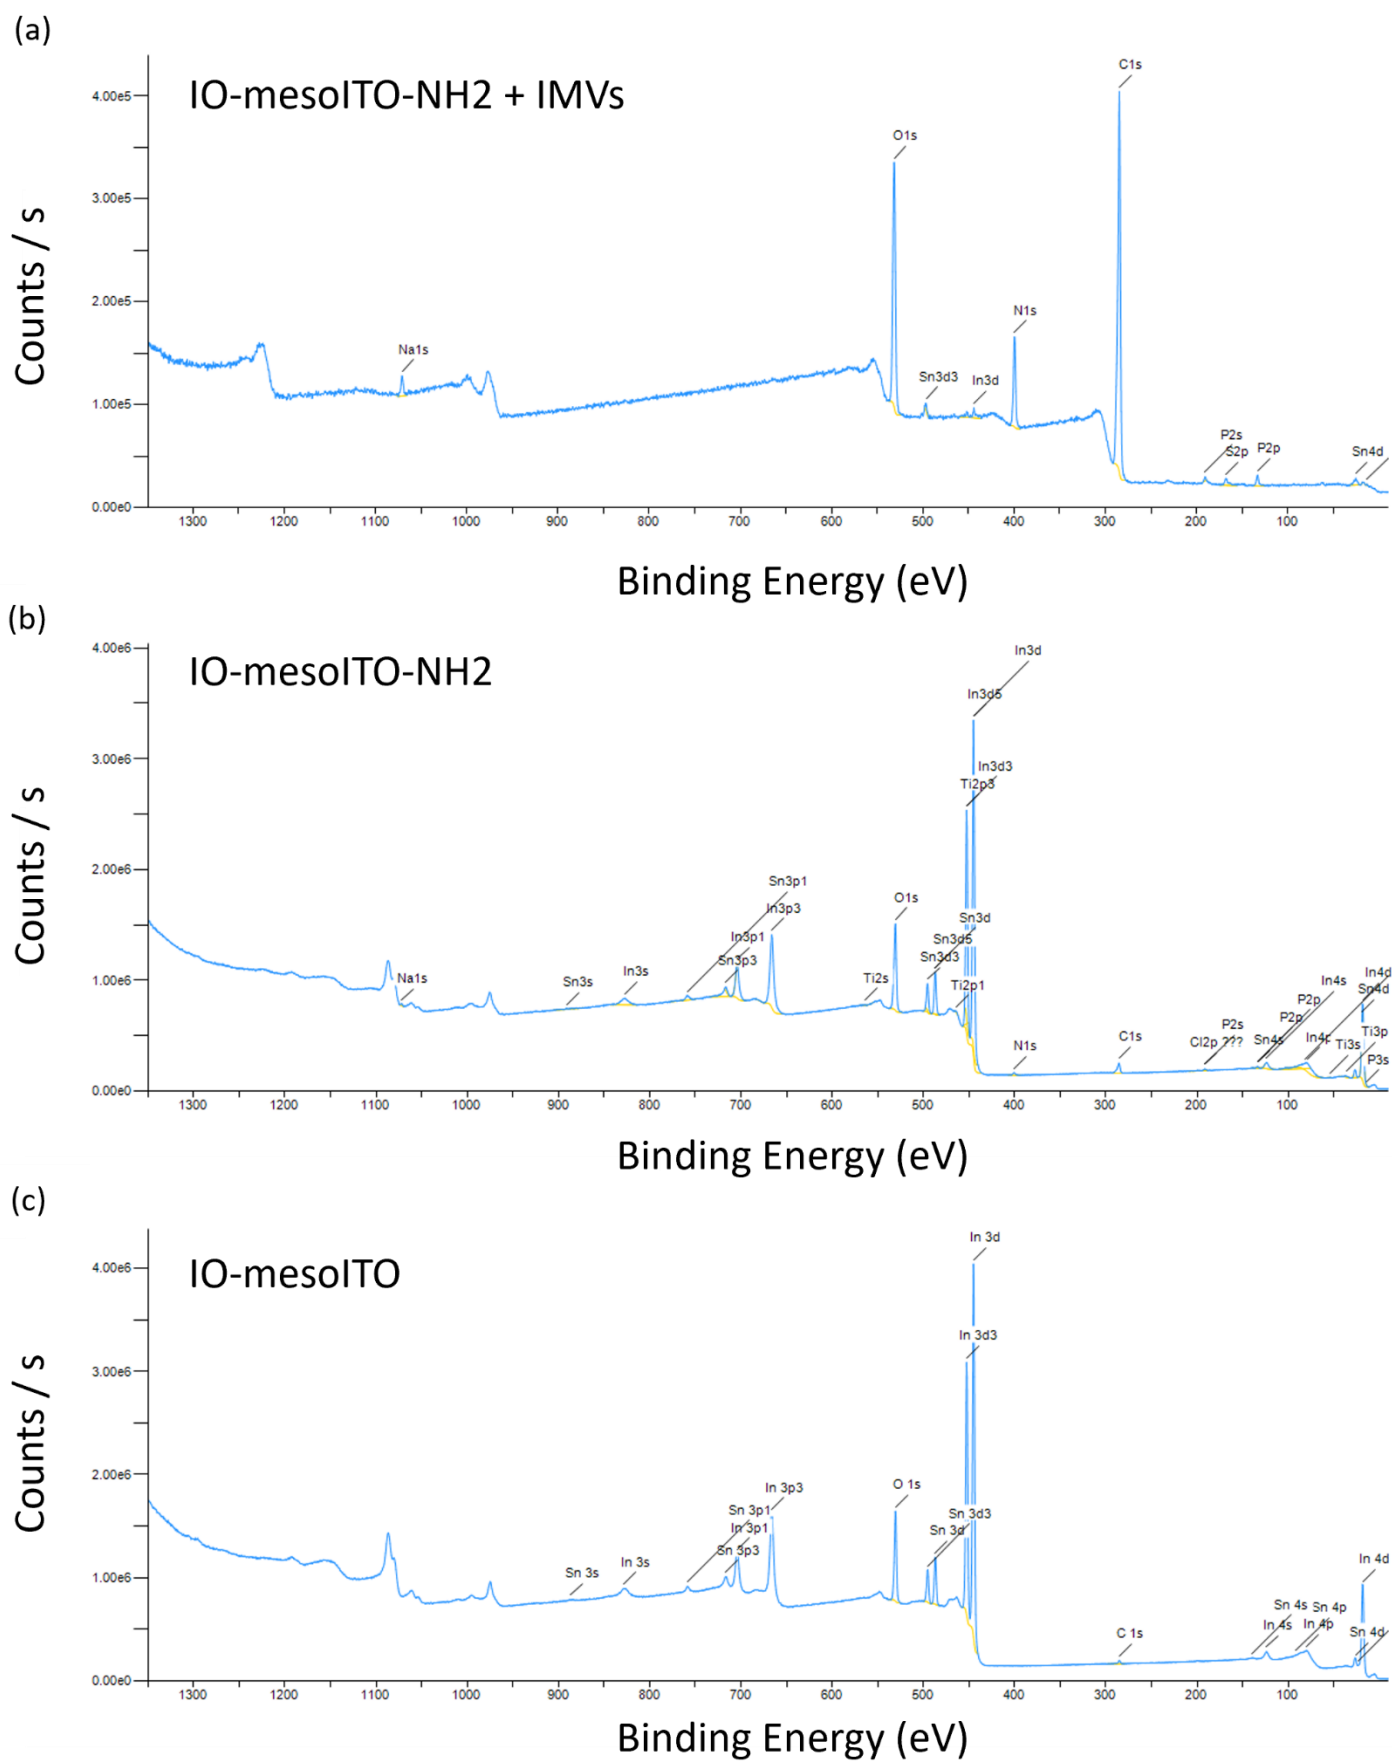 (a)
IO-mesoITO-NH2 + IMVs
Counts / s
4.00e5
3.00e5
2.00e5
1.00e5
0.00e0
C1s
O1s
N1s
Na1s
Sn3d3
In3d
P2s
S2p
P2p
Sn4d
1300 1200 1100 1000 900 800 700 600 500 400 300 200 100
Binding Energy (eV)
(b)
IO-mesoITO-NH2
Counts / s
4.00e6
3.00e6
2.00e6
1.00e6
0.00e0
In3d
In3d5
In3d3
Ti2p3
Sn3p1
In3p3
O1s
In3p1
Sn3p3
Sn3d
Sn3d5
Sn3d3
Na1s
Sn3s
In3s
Ti2s
Ti2p1
N1s
C1s
P2s
Cl2p ???
Sn4s
P2p
P2p
In4s
In4d
Sn4d
Ti3s
Ti3p
P3s
1300 1200 1100 1000 900 800 700 600 500 400 300 200 100
Binding Energy (eV)
(c)
IO-mesoITO
Counts / s
4.00e6
3.00e6
2.00e6
1.00e6
0.00e0
In 3d
In 3d3
In 3p3
Sn 3p1
In 3p1
Sn 3p3
O 1s
Sn 3d3
Sn 3d
Sn 3s
In 3s
C 1s
Sn 4s
Sn 4p
In 4s
In 4p
In 4d
Sn 4d
1300 1200 1100 1000 900 800 700 600 500 400 300 200 100
Binding Energy (eV)